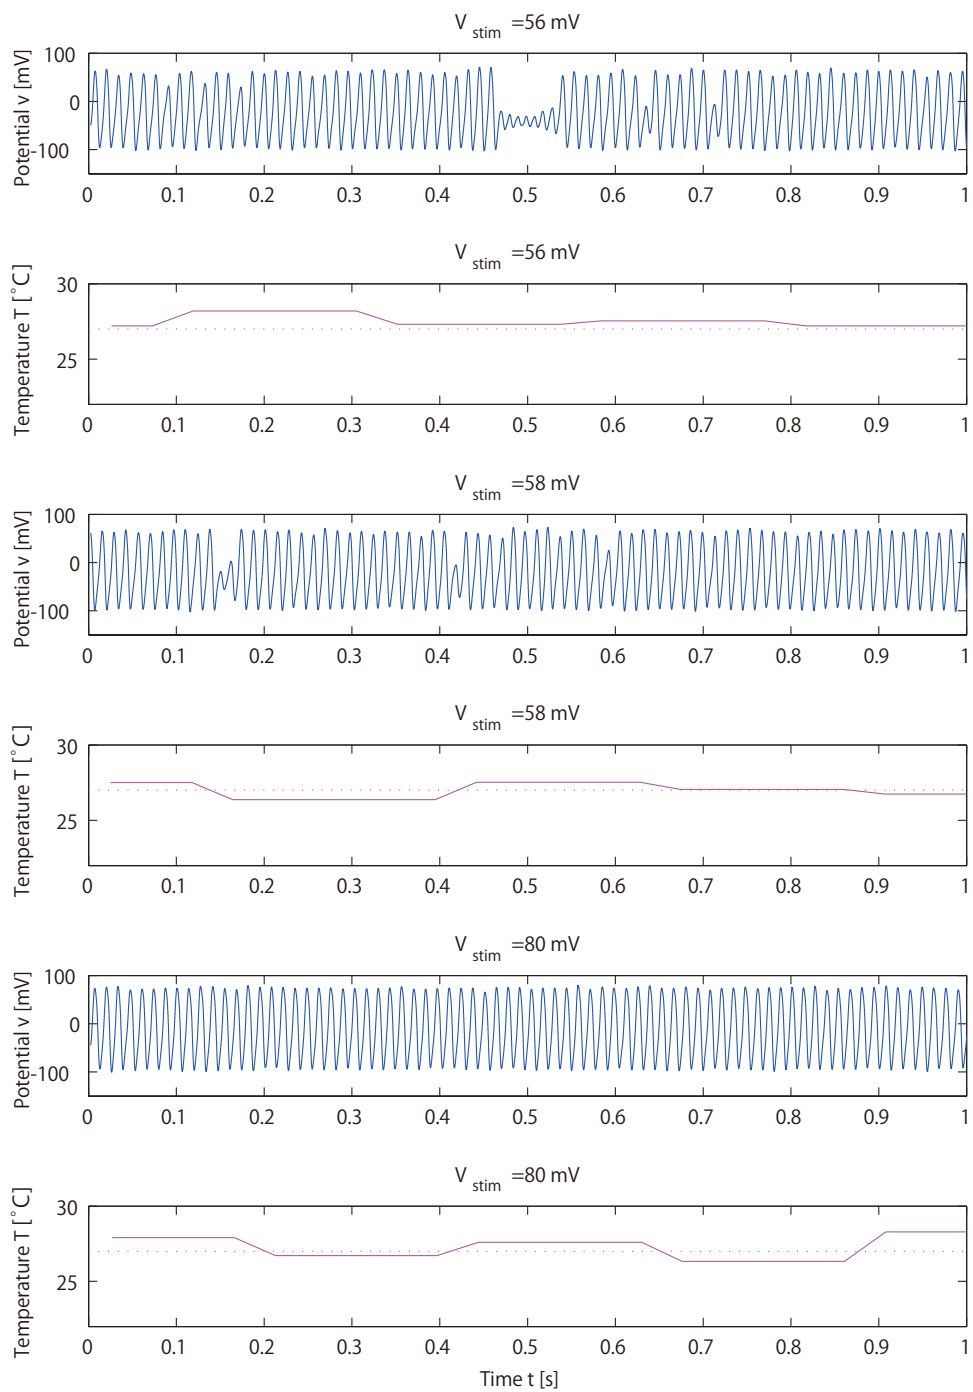 V stim =56 mV
Potential v [mV]
100
0
-100
0 0.1 0.2 0.3 0.4 0.5 0.6 0.7 0.8 0.9 1
V stim =56 mV
Temperature T [˚C]
30
25
0 0.1 0.2 0.3 0.4 0.5 0.6 0.7 0.8 0.9 1
V stim =58 mV
Potential v [mV]
100
0
-100
0 0.1 0.2 0.3 0.4 0.5 0.6 0.7 0.8 0.9 1
V stim =58 mV
Temperature T [˚C]
30
25
0 0.1 0.2 0.3 0.4 0.5 0.6 0.7 0.8 0.9 1
V stim =80 mV
Potential v [mV]
100
0
-100
0 0.1 0.2 0.3 0.4 0.5 0.6 0.7 0.8 0.9 1
V stim =80 mV
Temperature T [˚C]
30
25
0 0.1 0.2 0.3 0.4 0.5 0.6 0.7 0.8 0.9 1
Time t [s]